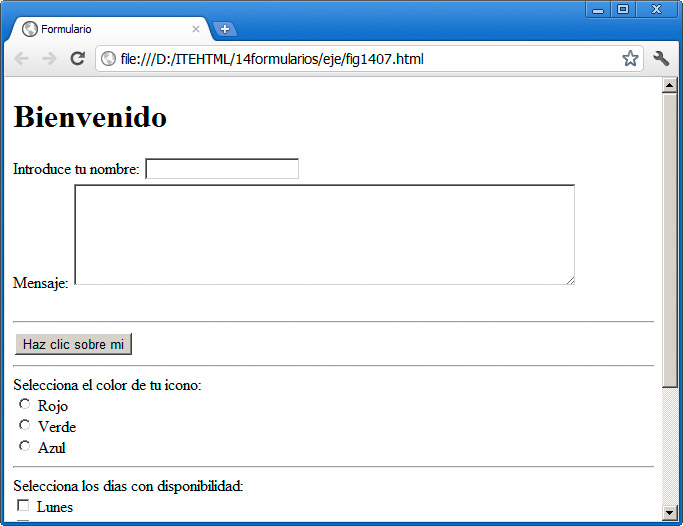 Formulario
file:///D:/ITEHTML/14formularios/eje/fig1407.html
Bienvenido
Introduce tu nombre:
Mensaje:
Haz clic sobre mi
Selecciona el color de tu icono:
Rojo
Verde
Azul
Selecciona los dias con disponibilidad:
Lunes